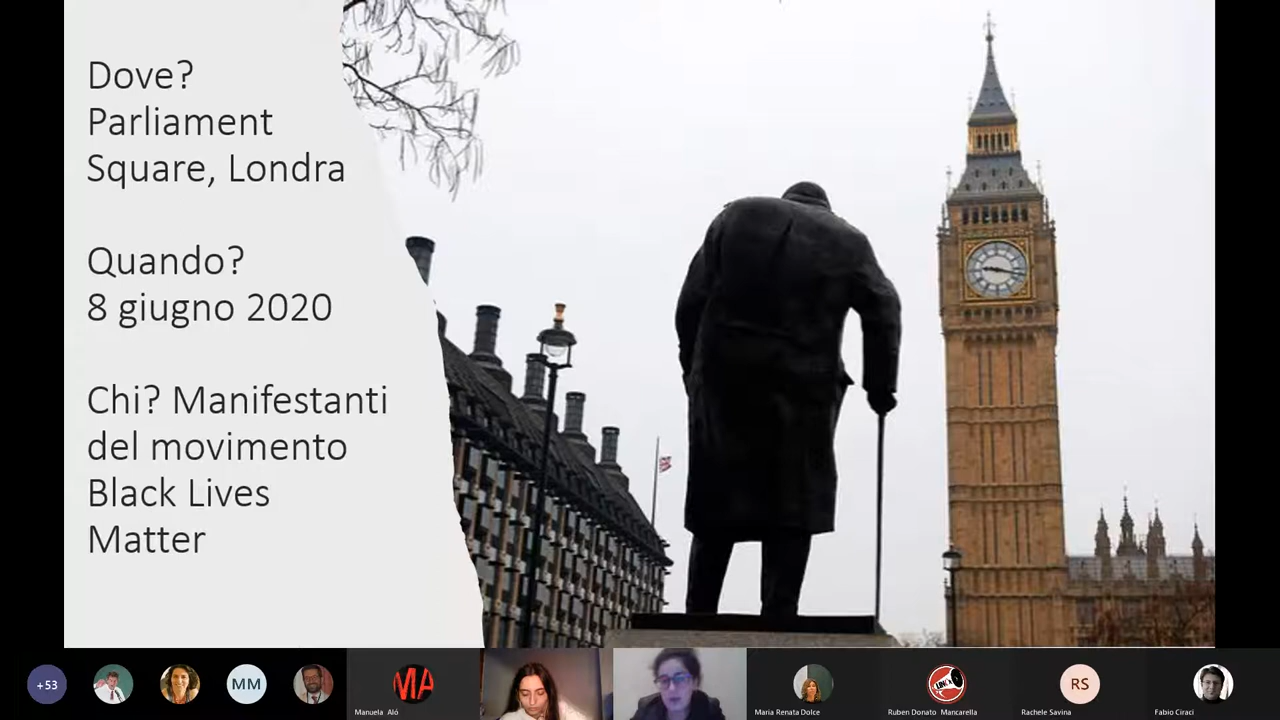 Dove?
Parliament
Square, Londra
Quando?
8 giugno 2020
Chi? Manifestanti
del movimento
Black Lives
Matter
+53
MM
MA
RS
Manuela Aló
Maria Renata Dolce
Ruben Donato Mancarella
Rachele Savina
Fabio Ciraci